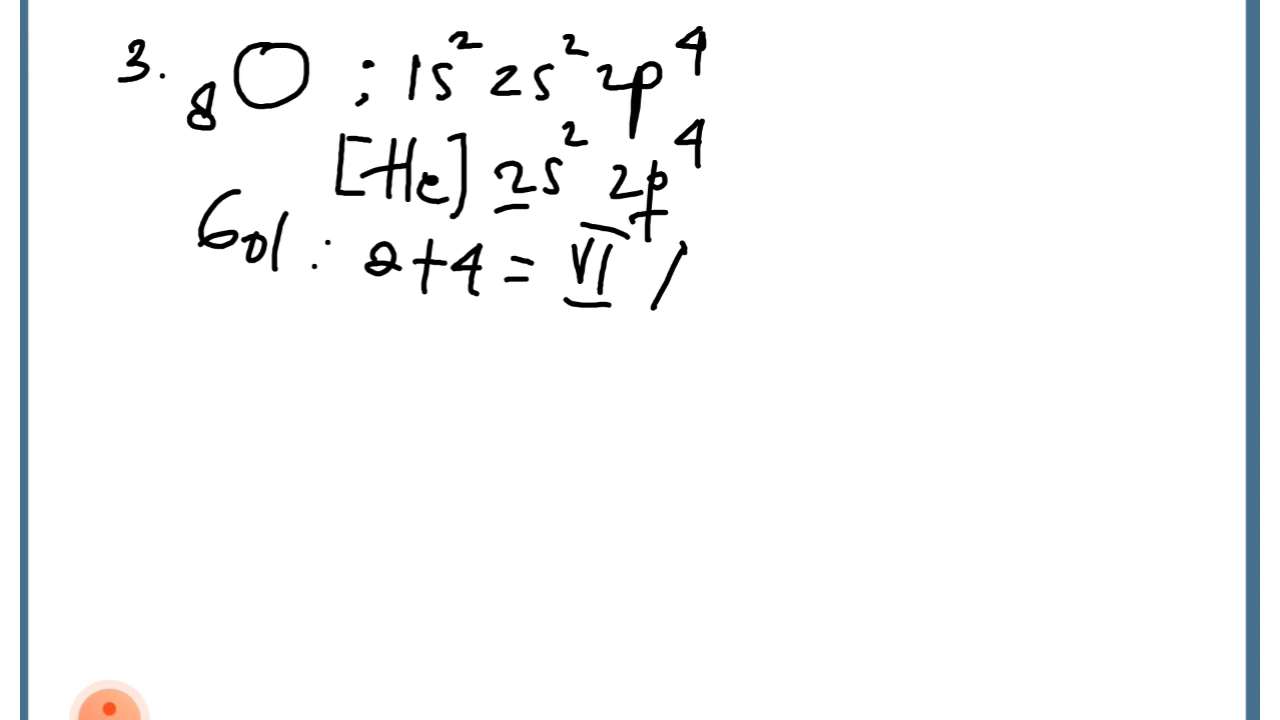 3. ₈O ; 1s² 2s² 2p⁴
[He] 2s² 2p⁴
Gol : 2+4 = VI /